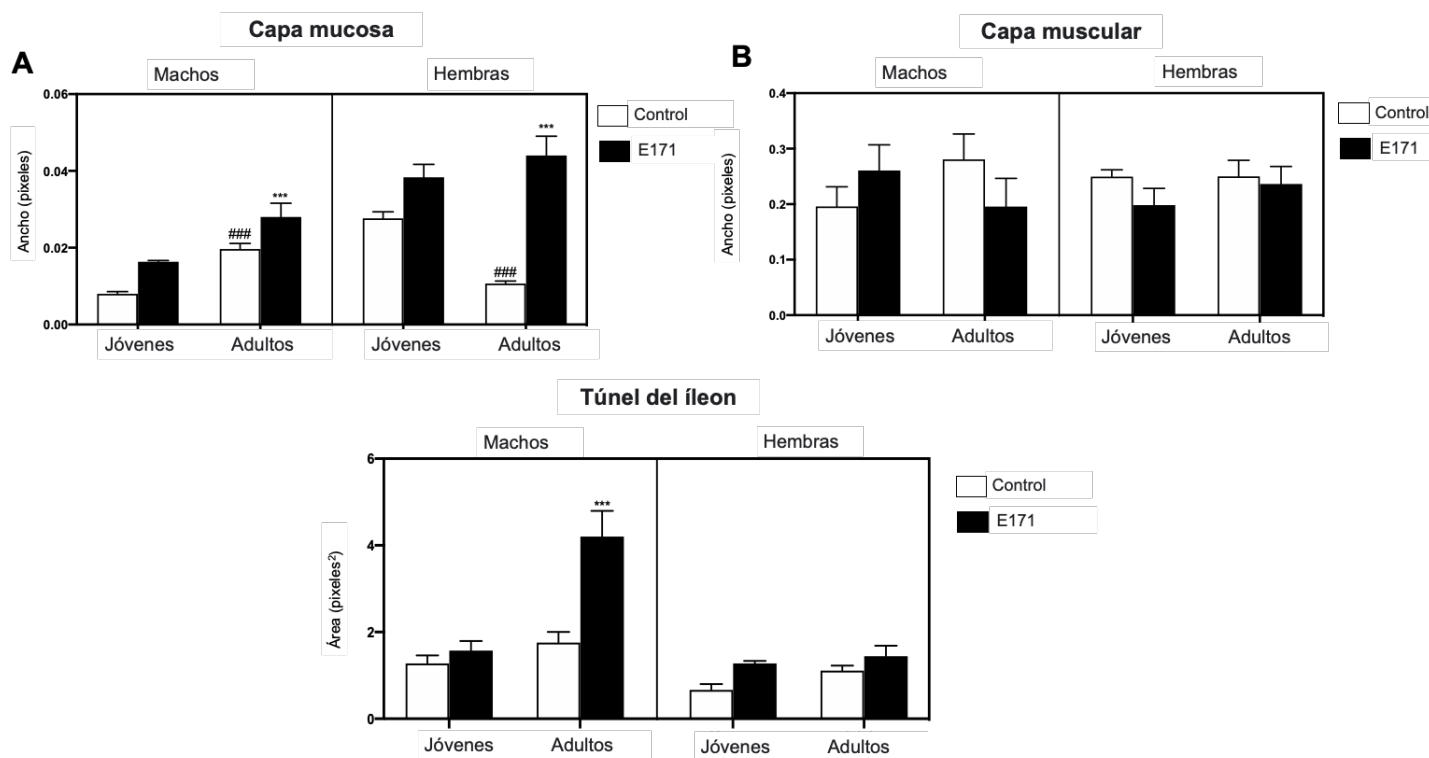 Capa mucosa
A
Machos
Hembras
Ancho (pixeles)
0.06
0.04
0.02
0.00
###
***
###
***
Jóvenes
Adultos
Jóvenes
Adultos
Control
E171
Capa muscular
B
Machos
Hembras
Ancho (pixeles)
0.4
0.3
0.2
0.1
0.0
Jóvenes
Adultos
Jóvenes
Adultos
Control
E171
Túnel del íleon
Machos
Hembras
Área (pixeles²)
6
4
2
0
***
Jóvenes
Adultos
Jóvenes
Adultos
Control
E171